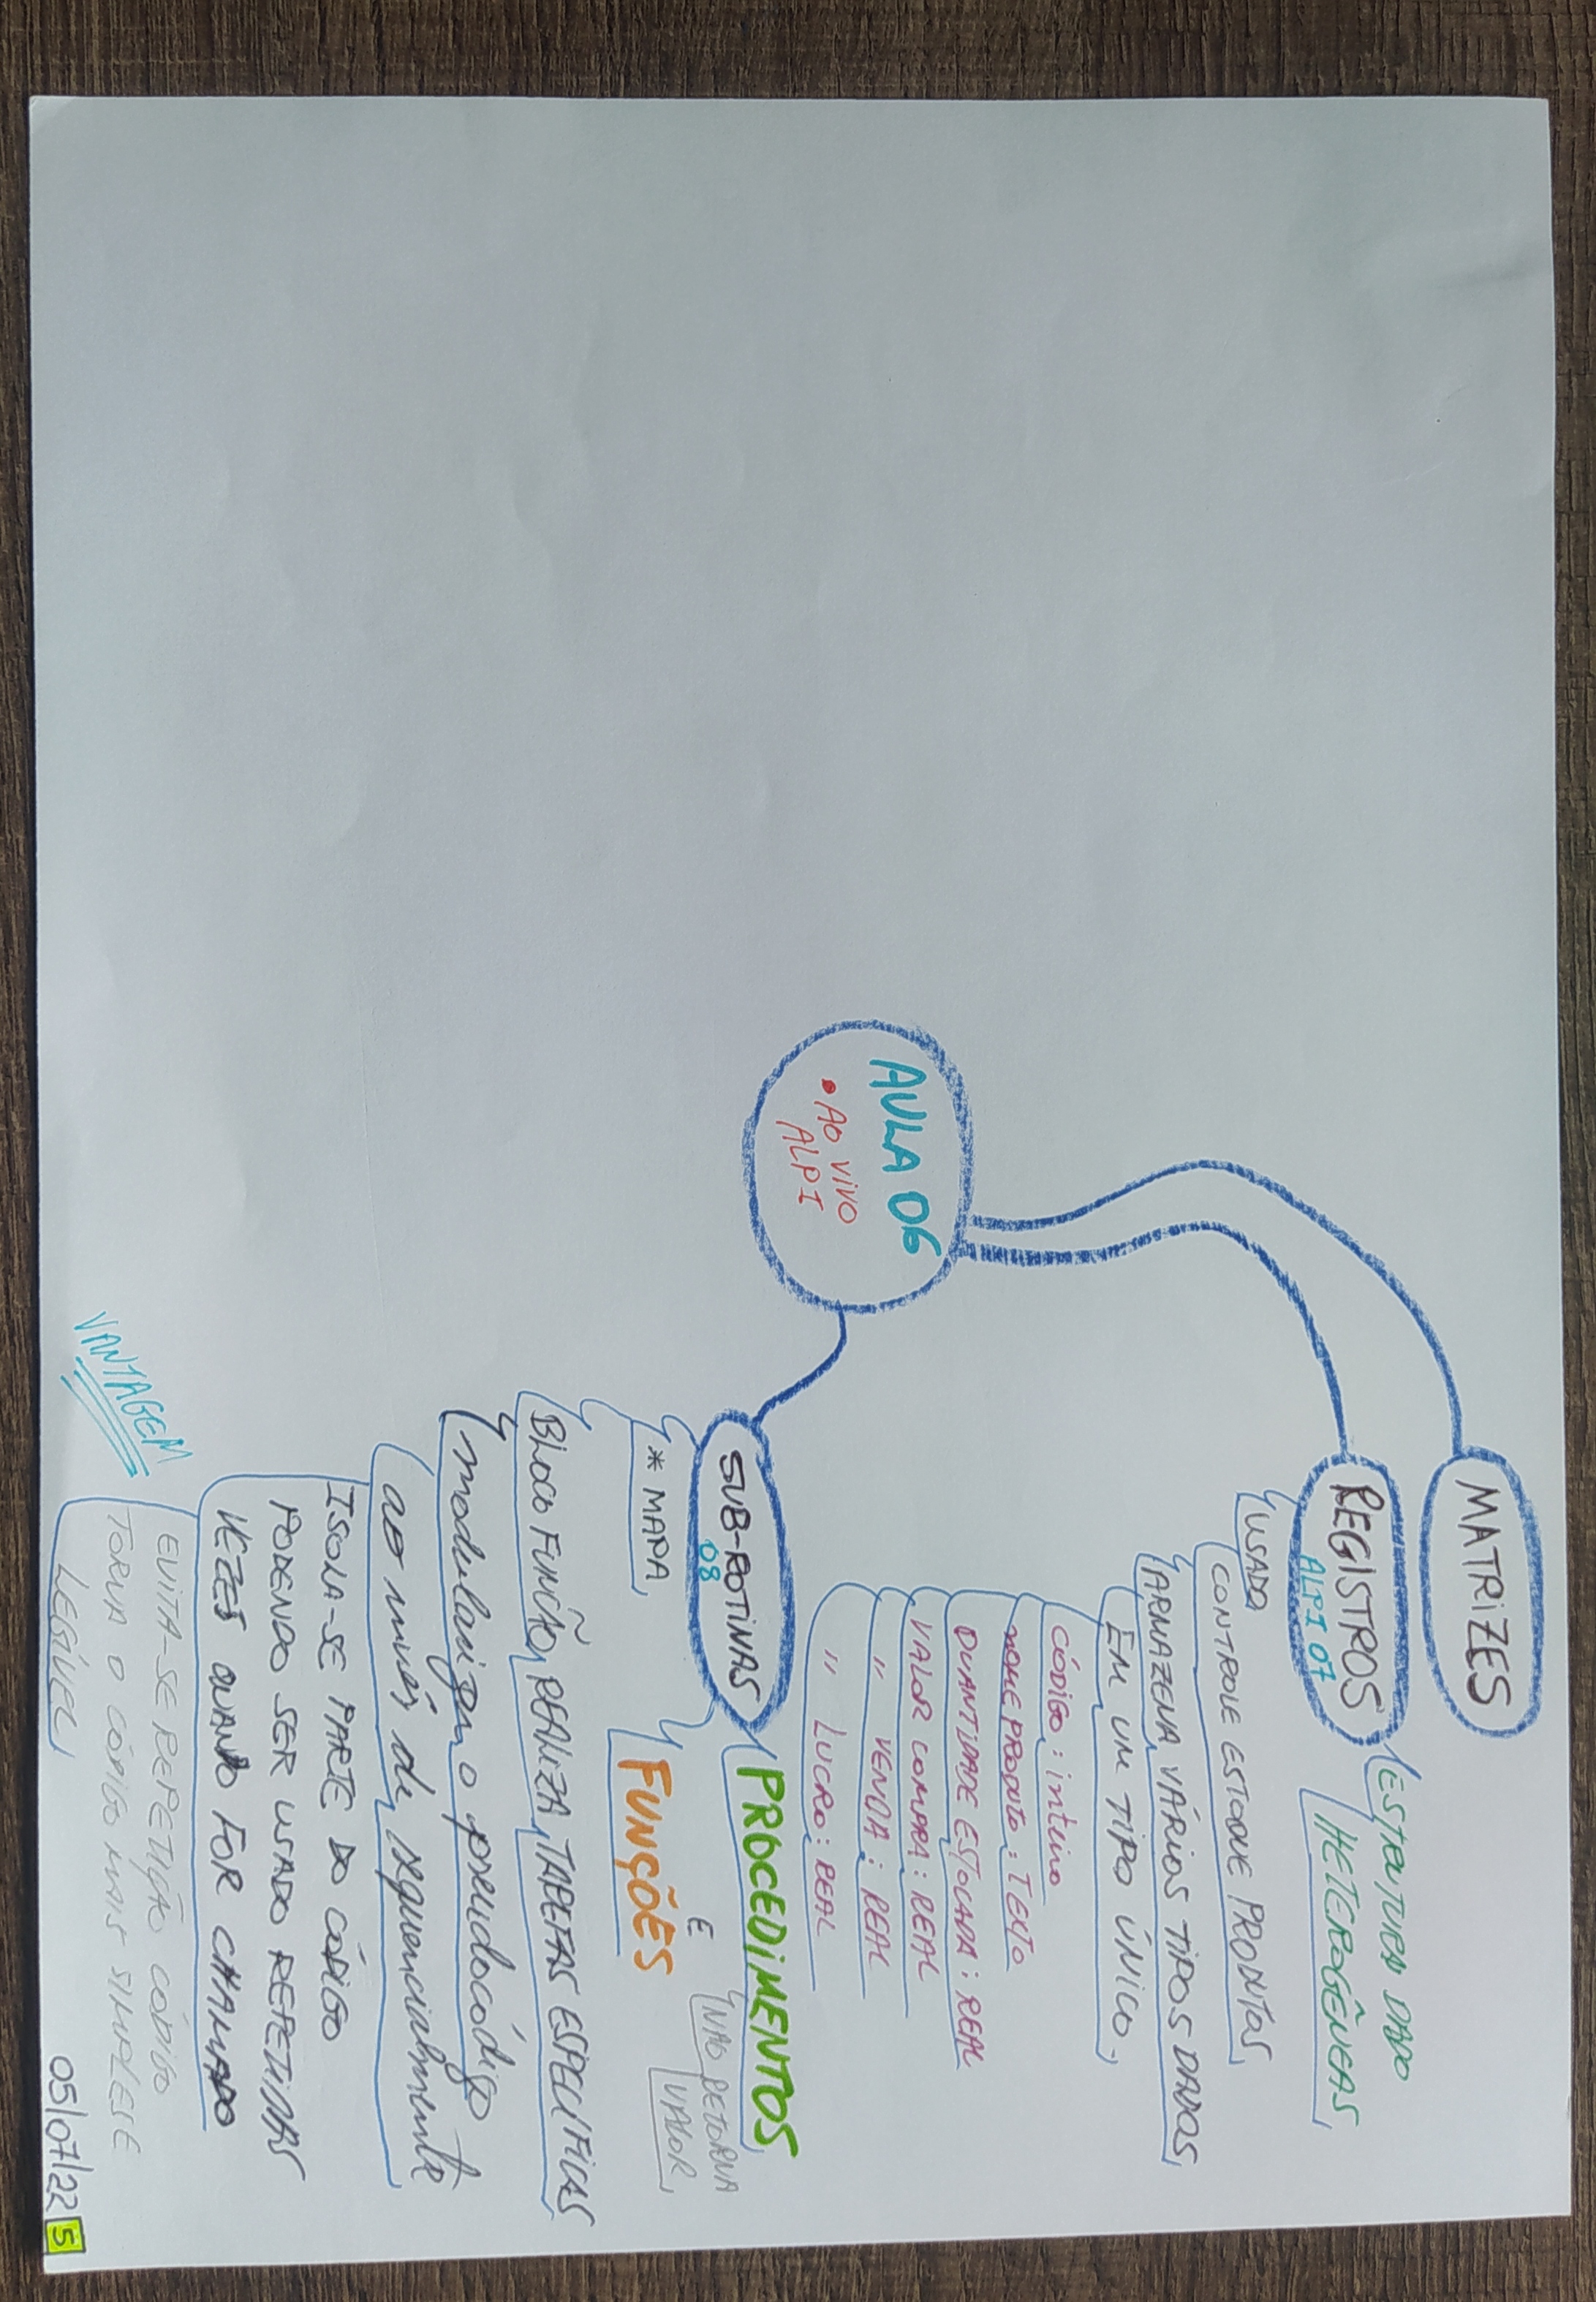 AULA 06
• AO VIVO
ALPI
MATRIZES
REGISTROS
ALPI 07
ESTRUTURA DADO
HETEROGÊNEAS
USADO
CONTROLE ESTOQUE PRODUTOS
ARMAZENA VÁRIOS TIPOS DADOS
EM UM TIPO ÚNICO.
CÓDIGO : inteiro
NOME PRODUTO : TEXTO
QUANTIDADE ESTOCADA : REAL
VALOR COMPRA : REAL
" VENDA : REAL
" LUCRO : REAL
SUB-ROTINAS
08
PROCEDIMENTOS
NÃO RETORNA
VALOR
E
FUNÇÕES
* MAPA
BLOCO FUNCÃO REALIZA TAREFAS ESPECÍFICAS
modulariza o pseudocódigo
ao invés de sequencialmente
ISOLA-SE PARTE DO CÓDIGO
PODENDO SER USADO REPETIDAS
VEZES QUANDO FOR CHAMADO
VANTAGEM
EVITA-SE REPETIÇÃO CÓDIGO
TORNA O CÓDIGO MAIS SIMPLES E
LEGÍVEL
05/07/22 5